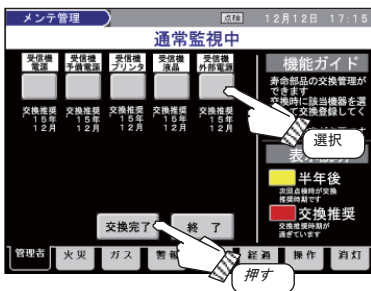 メンテ管理
点検
12月12日 17:15
通常監視中
受信機
電源
受信機
予備電源
受信機
プリンタ
受信機
液晶
受信機
外部電源
交換推奨
'15年
12月
交換推奨
'15年
12月
交換推奨
'15年
12月
交換推奨
'15年
12月
交換推奨
'15年
12月
機能ガイド
寿命部品の交換管理が
できます
交換時に該当機器を選
て交換登録してく
選択
半年後
次回点検時が交換
推奨時期です
交換推奨
交換推奨時期が
過ぎています
交換完了
終 了
押す
管理者
火災
ガス
経過
操作
消灯